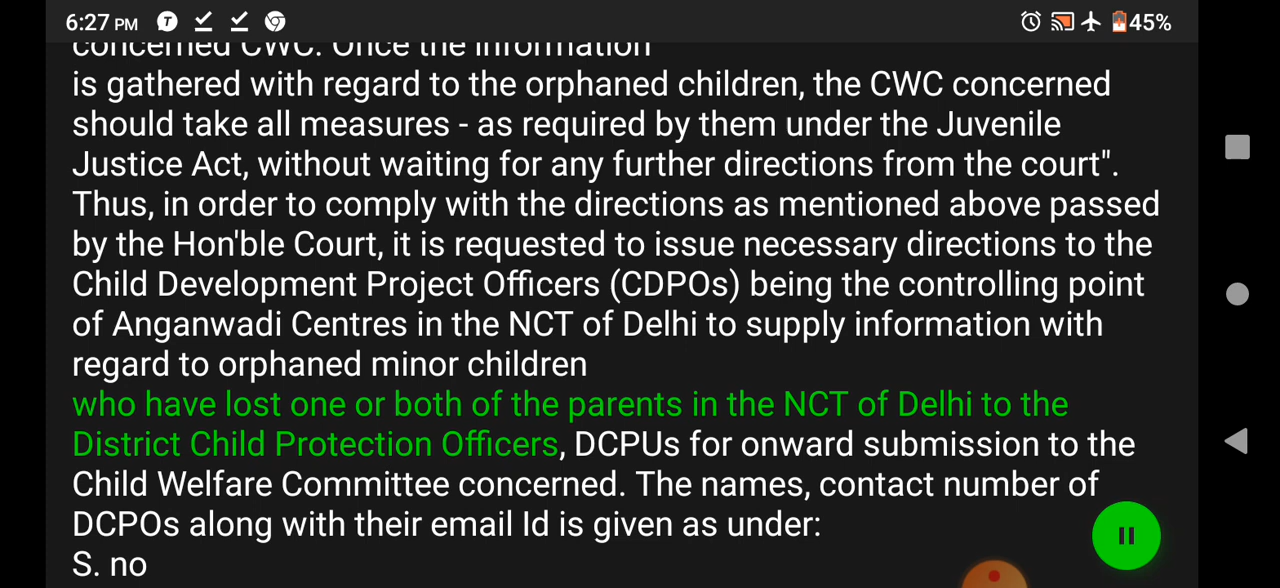 6:27 PM
45%
concerned CWC. Once the information
is gathered with regard to the orphaned children, the CWC concerned
should take all measures - as required by them under the Juvenile
Justice Act, without waiting for any further directions from the court".
Thus, in order to comply with the directions as mentioned above passed
by the Hon'ble Court, it is requested to issue necessary directions to the
Child Development Project Officers (CDPOs) being the controlling point
of Anganwadi Centres in the NCT of Delhi to supply information with
regard to orphaned minor children
who have lost one or both of the parents in the NCT of Delhi to the
District Child Protection Officers, DCPUs for onward submission to the
Child Welfare Committee concerned. The names, contact number of
DCPOs along with their email Id is given as under:
S. no